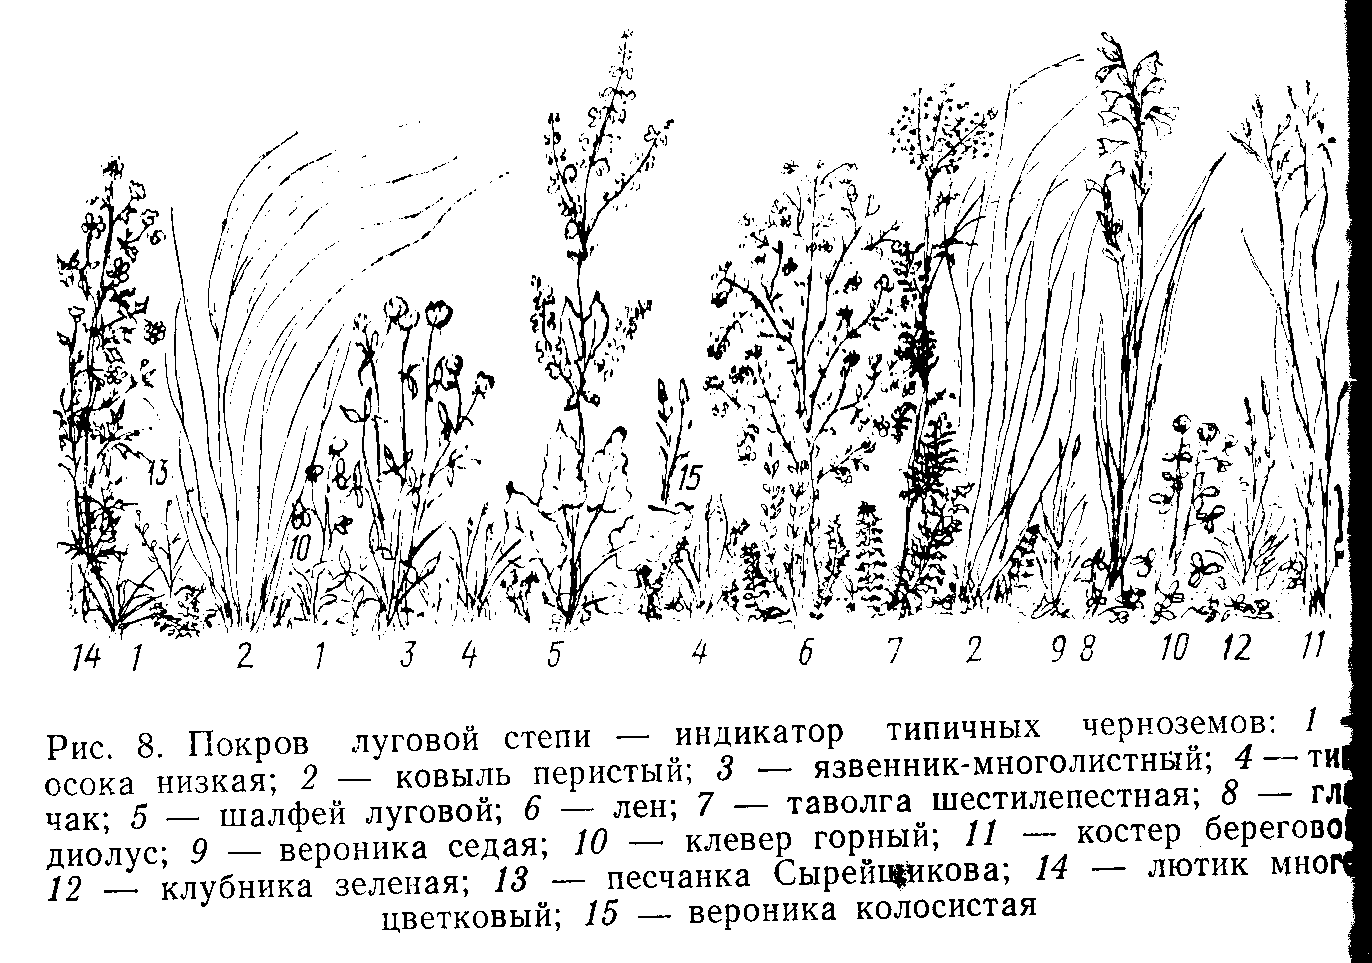 13
15
10
14 1 2 1 3 4 5 4 6 7 2 9 8 10 12 11
Рис. 8. Покров луговой степи — индикатор типичных черноземов: 1
осока низкая; 2 — ковыль перистый; 3 — язвенник-многолистный; 4 — ти
чак; 5 — шалфей луговой; 6 — лен; 7 — таволга шестилепестная; 8 — гл
диолус; 9 — вероника седая; 10 — клевер горный; 11 — костер берегово
12 — клубника зеленая; 13 — песчанка Сырейщикова; 14 — лютик мног
цветковый; 15 — вероника колосистая